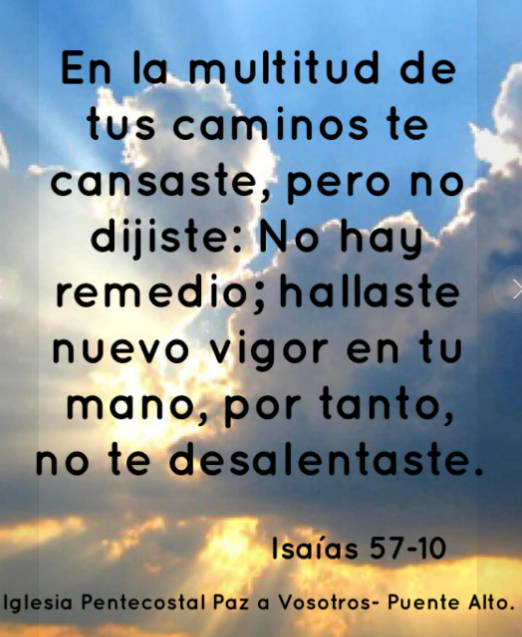 En la multitud de
tus caminos te
cansaste, pero no
dijiste: No hay
remedio; hallaste
nuevo vigor en tu
mano, por tanto,
no te desalentaste.
Isaías 57-10
Iglesia Pentecostal Paz a Vosotros- Puente Alto.